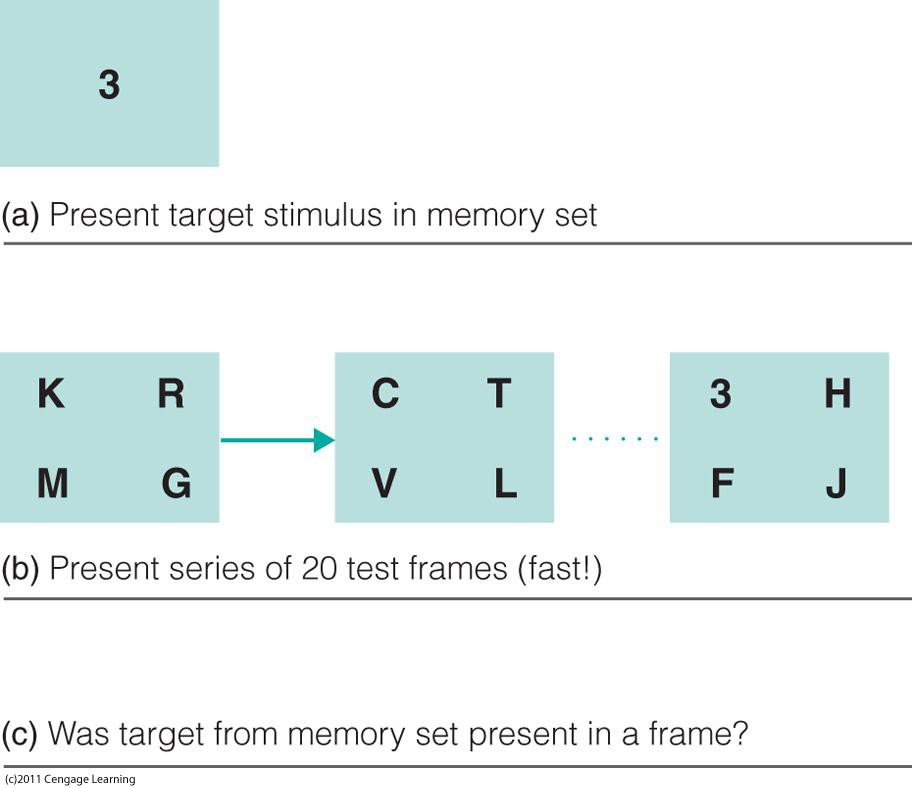 3
(a) Present target stimulus in memory set
K R C T 3 H
M G V L F J
(b) Present series of 20 test frames (fast!)
(c) Was target from memory set present in a frame?
(c)2011 Cengage Learning